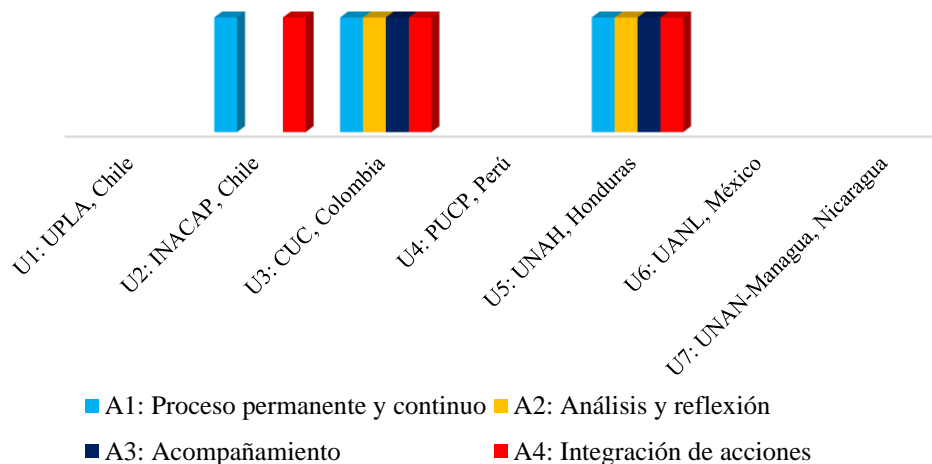 U1: UPLA, Chile
U2: INACAP, Chile
U3: CUC, Colombia
U4: PUCP, Perú
U5: UNAH, Honduras
U6: UANL, México
U7: UNAN-Managua, Nicaragua
A1: Proceso permanente y continuo
A2: Análisis y reflexión
A3: Acompañamiento
A4: Integración de acciones